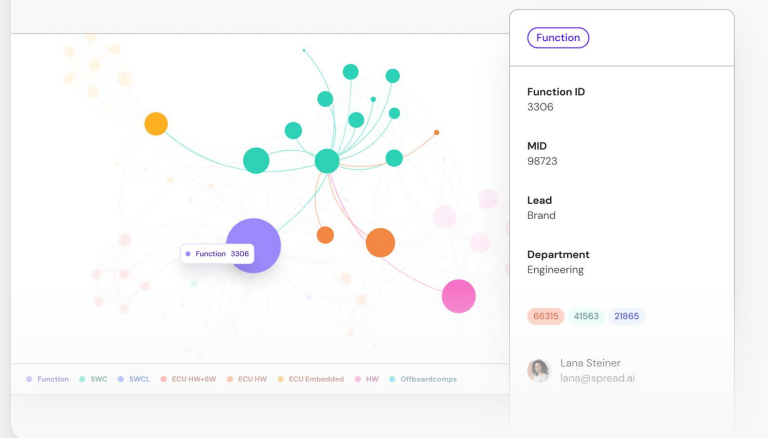 Function
Function ID
3306
MID
98723
Lead
Brand
Department
Engineering
66315 41563 21865
Lana Steiner
lana@spread.ai
Function 3306
Function SWC SWCL ECU HW+SW ECU HW ECU Embedded HW Offboardcomps